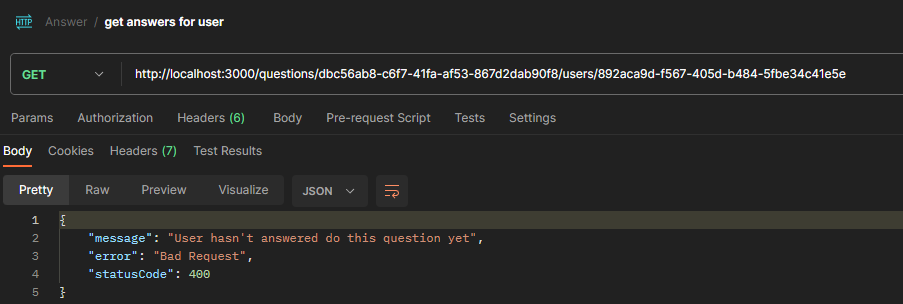 HTTP Answer / get answers for user
GET http://localhost:3000/questions/dbc56ab8-c6f7-41fa-af53-867d2dab90f8/users/892aca9d-f567-405d-b484-5fbe34c41e5e
Params Authorization Headers (6) Body Pre-request Script Tests Settings
Body Cookies Headers (7) Test Results
Pretty Raw Preview Visualize JSON
1 {
2 "message": "User hasn't answered do this question yet",
3 "error": "Bad Request",
4 "statusCode": 400
5 }